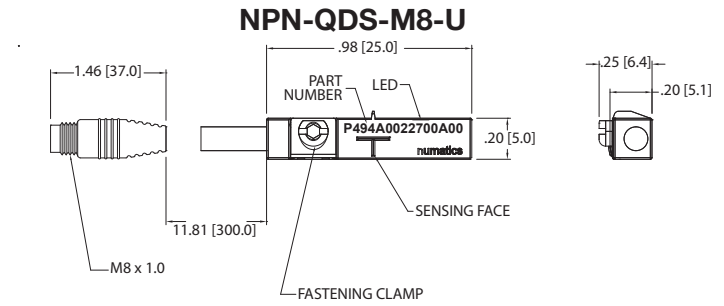 NPN-QDS-M8-U
.98 [25.0]
1.46 [37.0]
.25 [6.4]
PART
NUMBER
LED
.20 [5.1]
P494A0022700A00
numatics
.20 [5.0]
SENSING FACE
11.81 [300.0]
M8 x 1.0
FASTENING CLAMP